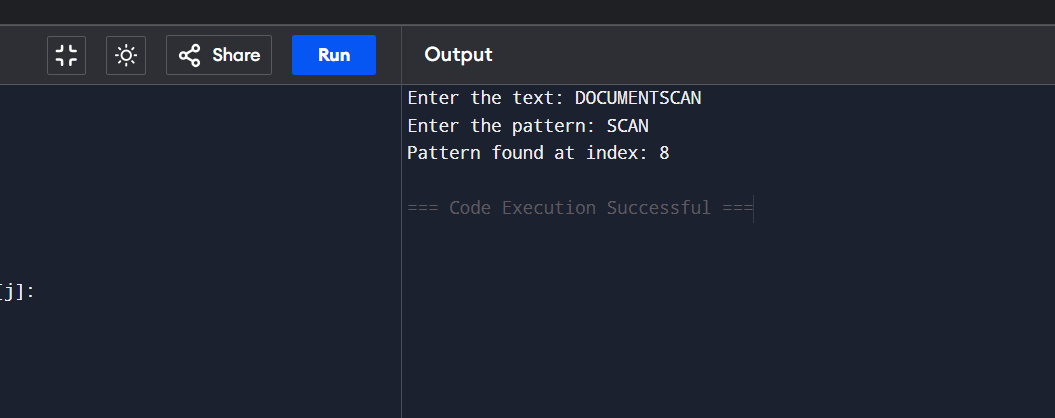 Share
Run
Output
Enter the text: DOCUMENTSCAN
Enter the pattern: SCAN
Pattern found at index: 8
=== Code Execution Successful ===
[j]: